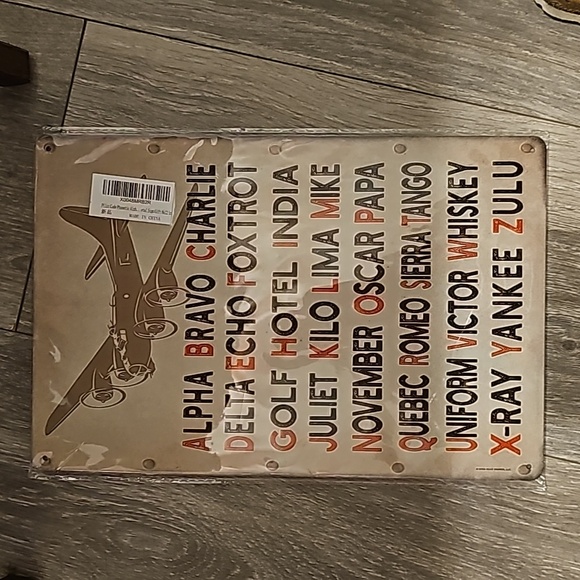 ALPHA BRAVO CHARLIE
DELTA ECHO FOXTROT
GOLF HOTEL INDIA
JULIET KILO LIMA MIKE
NOVEMBER OSCAR PAPA
QUEBEC ROMEO SIERRA TANGO
UNIFORM VICTOR WHISKEY
X-RAY YANKEE ZULU
MADE IN CHINA